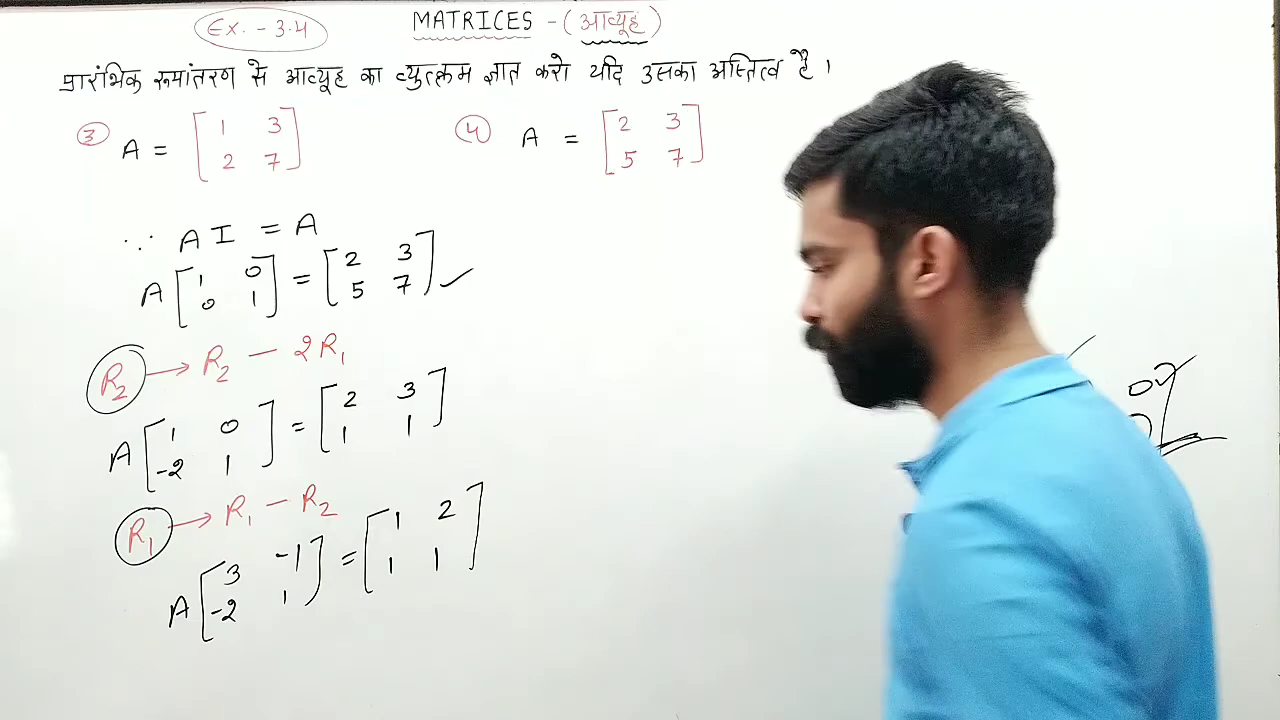 Ex. - 3.4
MATRICES - (आव्यूह)
प्रारंभिक रूपांतरण से आव्यूह का व्युत्क्रम ज्ञात करो यदि उसका अस्तित्व है।
③ A = [1 3
2 7]
④ A = [2 3
5 7]
∵ AI = A
A [1 0
0 1] = [2 3
5 7] ✓
R₂ → R₂ - 2R₁
A [1 0
-2 1] = [2 3
1 1]
R₁ → R₁ - R₂
A [3 -1
-2 1] = [1 2
1 1]